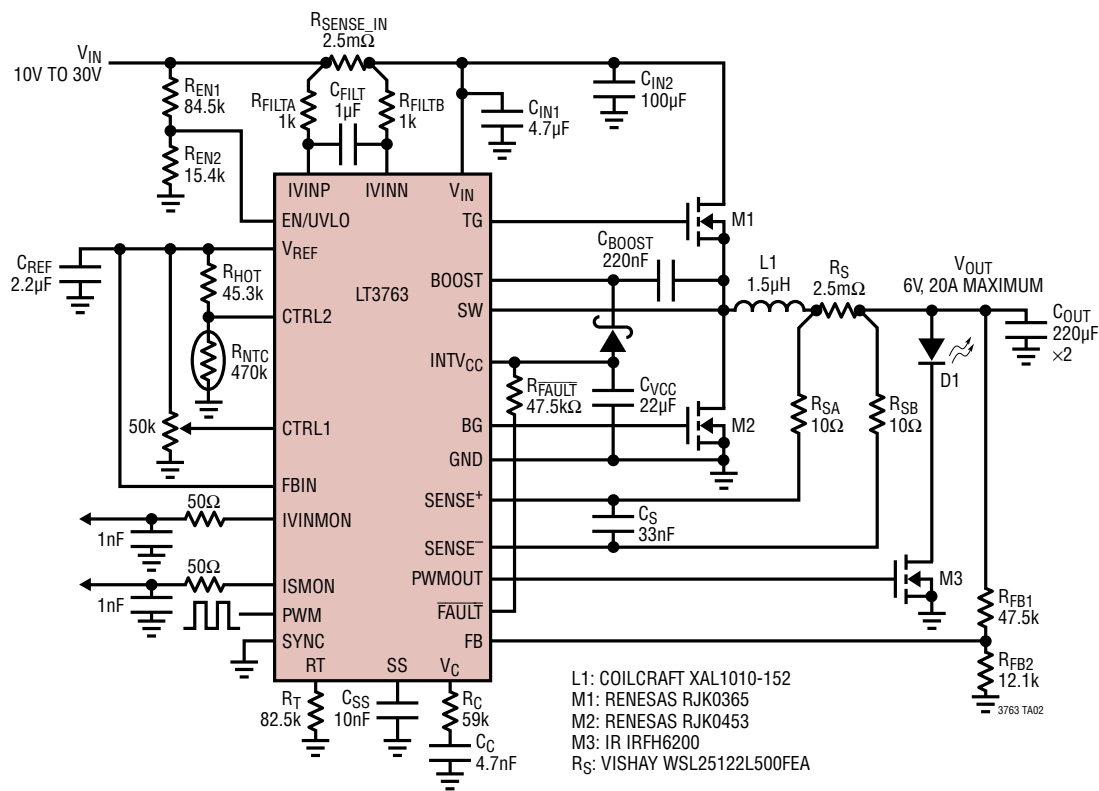 RSENSE_IN
2.5mΩ
VIN
10V TO 30V
REN1
84.5k
REN2
15.4k
RFILTA
1k
CFILT
1µF
RFILTB
1k
CIN1
4.7µF
CIN2
100µF
IVINP
IVINN
VIN
EN/UVLO
TG
M1
CREF
2.2µF
VREF
RHOT
45.3k
LT3763
BOOST
CBOOST
220nF
SW
L1
1.5µH
RS
2.5mΩ
VOUT
6V, 20A MAXIMUM
COUT
220µF
×2
D1
CTRL2
RNTC
470k
INTVCC
RFAULT
47.5kΩ
CVCC
22µF
BG
M2
RSA
10Ω
RSB
10Ω
50k
CTRL1
GND
FBIN
SENSE+
50Ω
IVINMON
1nF
CS
33nF
SENSE–
50Ω
ISMON
1nF
PWMOUT
M3
PWM
FAULT
SYNC
FB
RFB1
47.5k
RFB2
12.1k
RT
SS
VC
RT
82.5k
CSS
10nF
RC
59k
CC
4.7nF
L1: COILCRAFT XAL1010-152
M1: RENESAS RJK0365
M2: RENESAS RJK0453
M3: IR IRFH6200
RS: VISHAY WSL25122L500FEA
3763 TA02